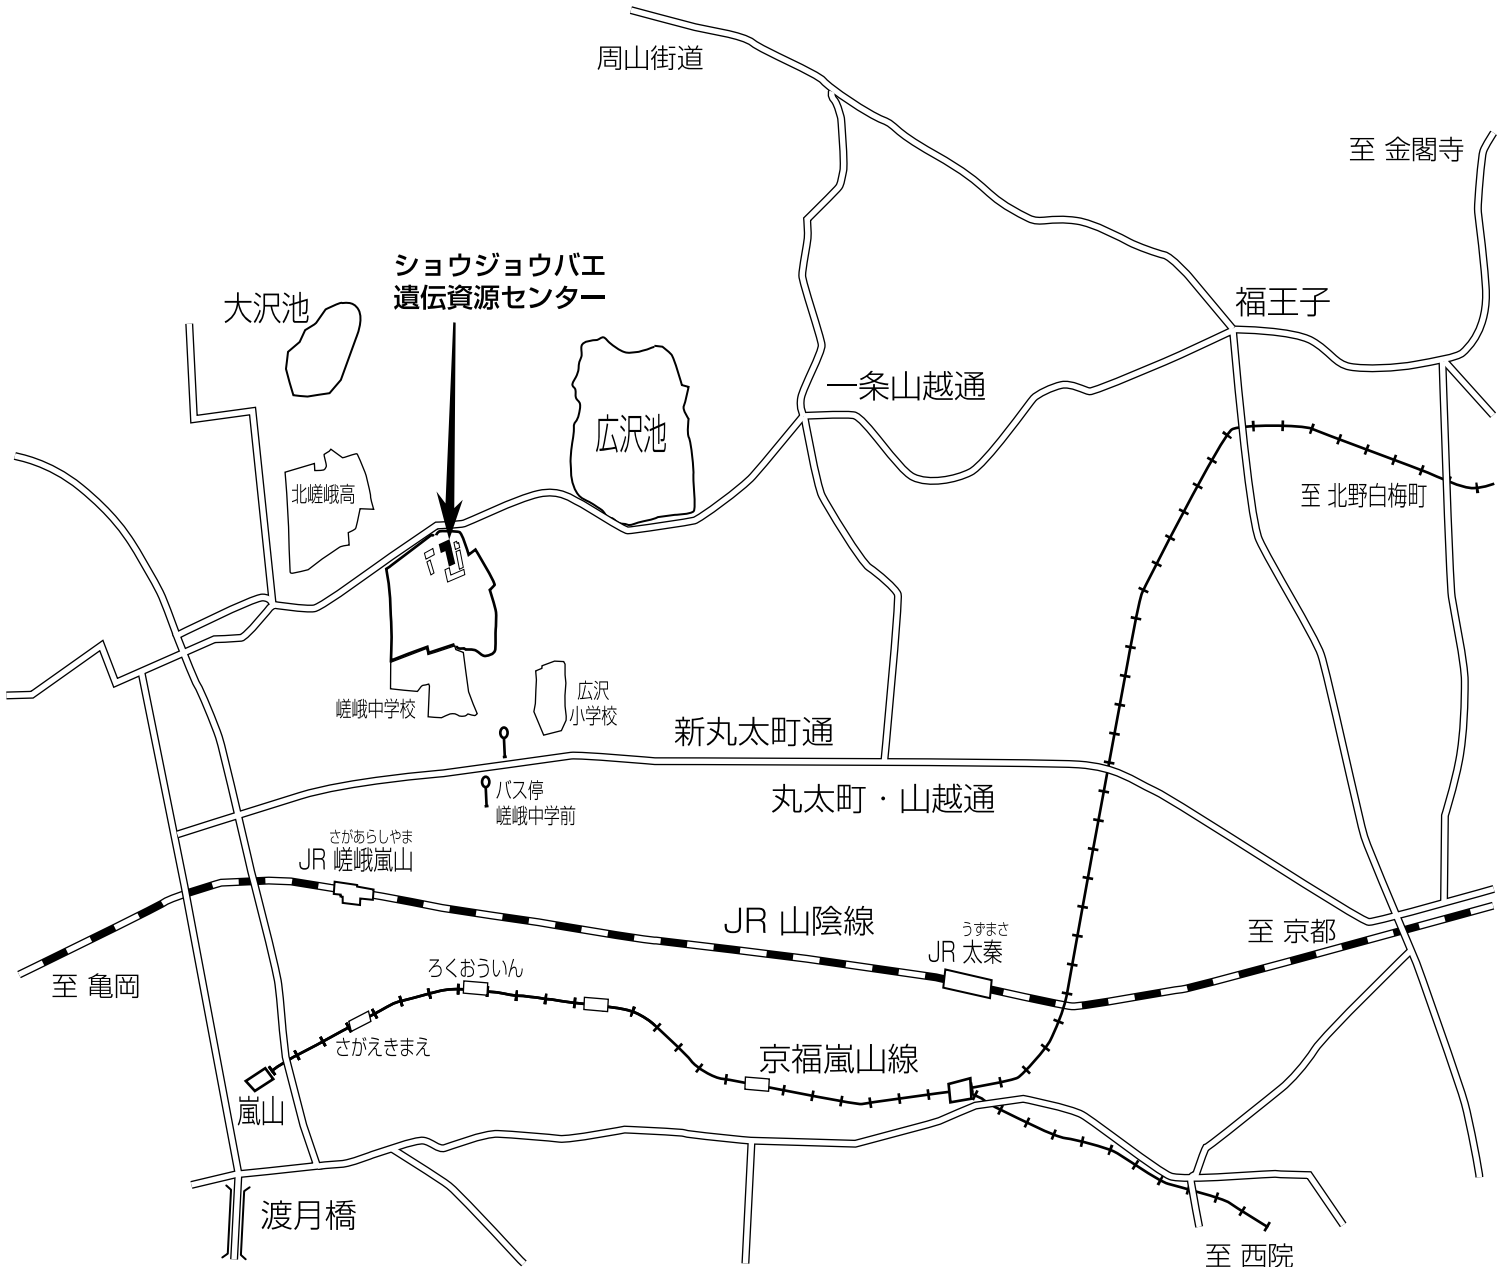 周山街道
至 金閣寺
ショウジョウバエ
遺伝資源センター
大沢池
福王子
一条山越通
広沢池
北嵯峨高
至 北野白梅町
広沢
小学校
嵯峨中学校
新丸太町通
バス停
嵯峨中学前
丸太町・山越通
さがあらしやま
JR 嵯峨嵐山
JR 山陰線
うずまさ
JR 太秦
至 京都
至 亀岡
ろくおういん
さがえきまえ
京福嵐山線
嵐山
渡月橋
至 西院